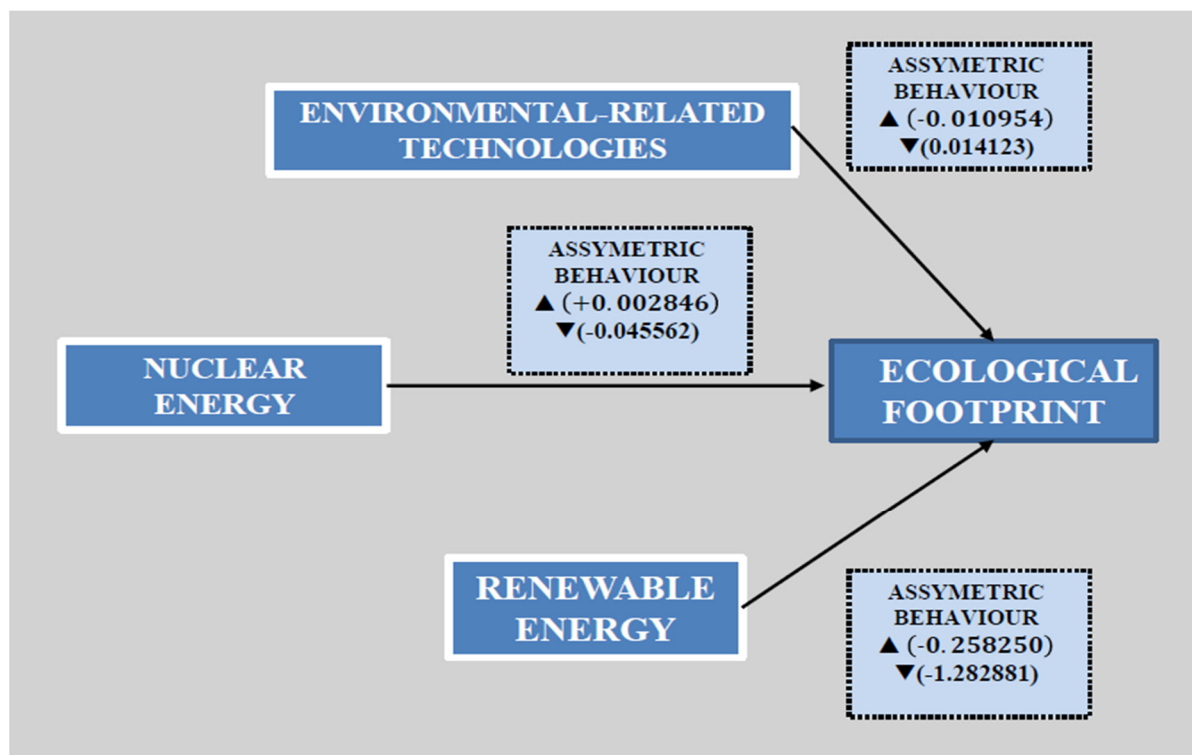 ENVIRONMENTAL-RELATED
TECHNOLOGIES
ASSYMETRIC
BEHAVIOUR
▲ (-0.010954)
▼(0.014123)
ASSYMETRIC
BEHAVIOUR
▲ (+0.002846)
▼(-0.045562)
NUCLEAR
ENERGY
ECOLOGICAL
FOOTPRINT
RENEWABLE
ENERGY
ASSYMETRIC
BEHAVIOUR
▲ (-0.258250)
▼(-1.282881)